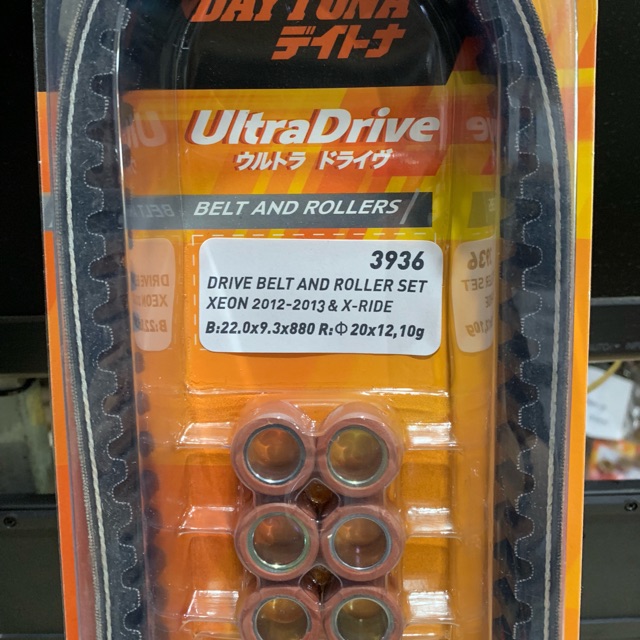 DAYTONA
デイトナ
UltraDrive
ウルトラ ドライヴ
BELT AND ROLLERS
3936
DRIVE BELT AND ROLLER SET
XEON 2012-2013 & X-RIDE
B:22.0x9.3x880 R:Φ20x12,10g